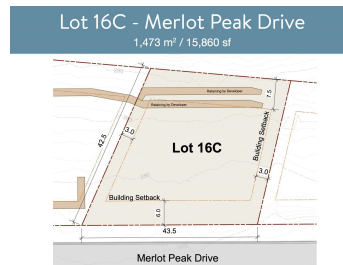 Lot 16C - Merlot Peak Drive
1,473 m² / 15,860 sf
Retaining by Developer
7.5
Retaining by Developer
42.5
3.0
Lot 16C
Building Setback
3.0
Building Setback
6.0
43.5
Merlot Peak Drive